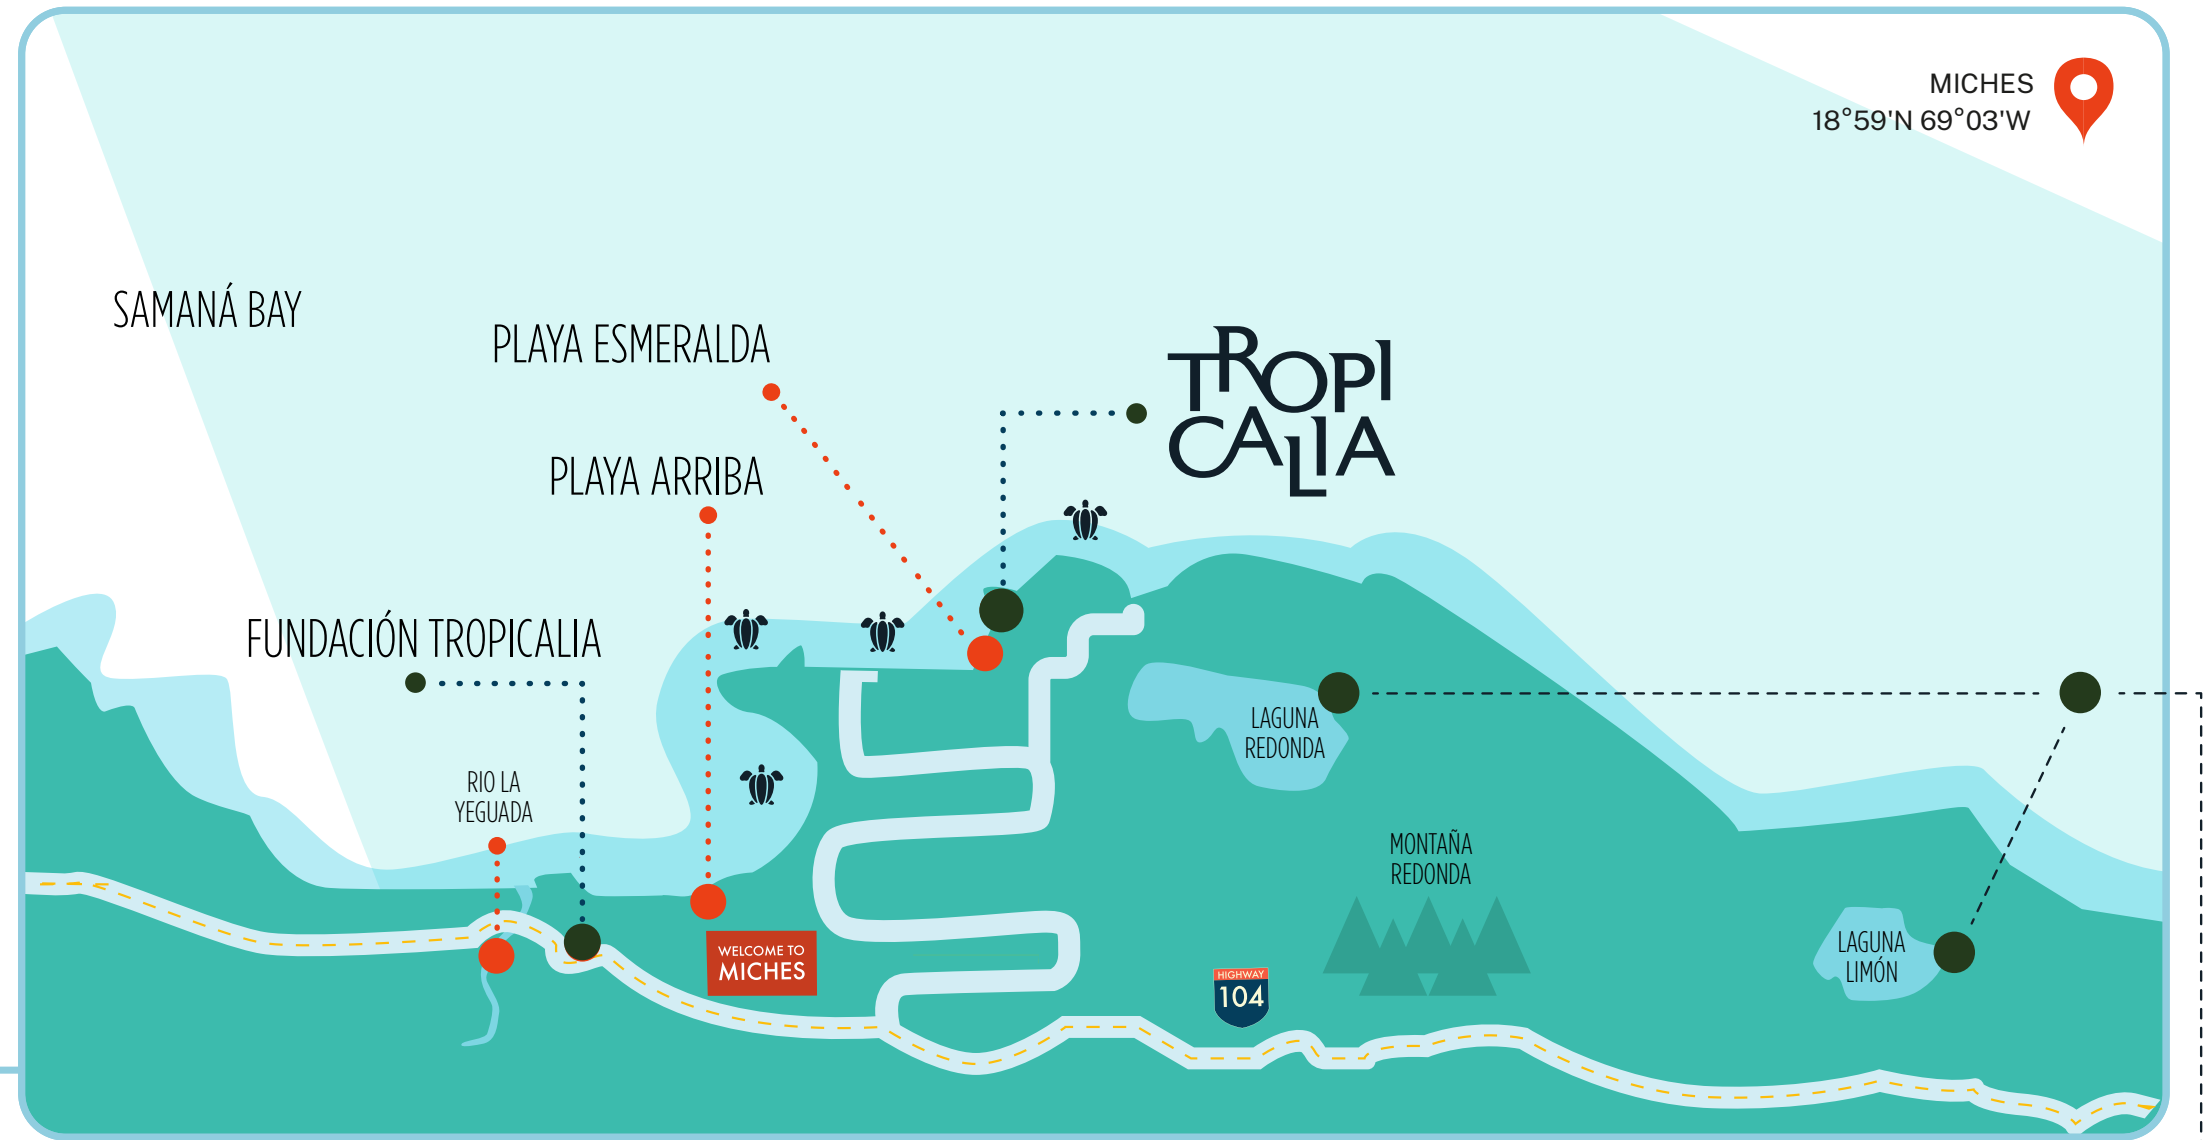 MICHES
18°59'N 69°03'W
SAMANÁ BAY
PLAYA ESMERALDA
TROPI
CALIA
PLAYA ARRIBA
FUNDACIÓN TROPICALIA
LAGUNA
REDONDA
RIO LA
YEGUADA
MONTAÑA
REDONDA
WELCOME TO
MICHES
LAGUNA
LIMÓN
HIGHWAY
104